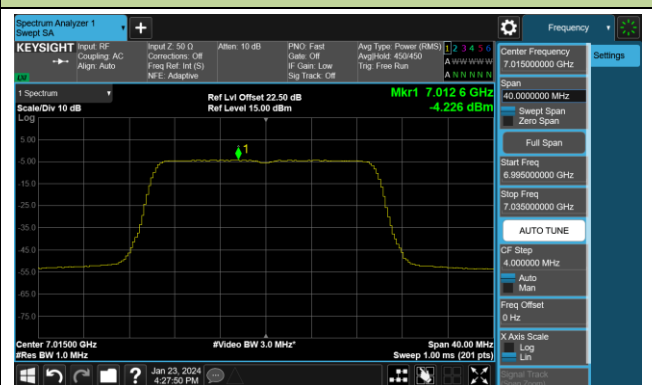 Spectrum Analyzer 1
Swept SA
Frequency
KEYSIGHT
Input: RF
Coupling: AC
Align: Auto
Input Z: 50 Ω
Corrections: Off
Freq Ref: Int (S)
NFE: Adaptive
Atten: 10 dB
PNO: Fast
Gate: Off
IF Gain: Low
Sig Track: Off
Avg Type: Power (RMS)
Avg|Hold: 450/450
Trig: Free Run
1 2 3 4 5 6
A W W W W W
A N N N N N
Center Frequency
7.015000000 GHz
Settings
Span
40.0000000 MHz
Swept Span
Zero Span
Full Span
Start Freq
6.995000000 GHz
Stop Freq
7.035000000 GHz
AUTO TUNE
CF Step
4.000000 MHz
Auto
Man
Freq Offset
0 Hz
X Axis Scale
Log
Lin
Signal Track
(Span Zoom)
1 Spectrum
Scale/Div 10 dB
Log
Ref Lvl Offset 22.50 dB
Ref Level 15.00 dBm
Mkr1 7.012 6 GHz
-4.226 dBm
1
5.00
-5.00
-15.0
-25.0
-35.0
-45.0
-55.0
-65.0
-75.0
Center 7.01500 GHz
#Res BW 1.0 MHz
#Video BW 3.0 MHz*
Span 40.00 MHz
Sweep 1.00 ms (201 pts)
Jan 23, 2024
4:27:50 PM